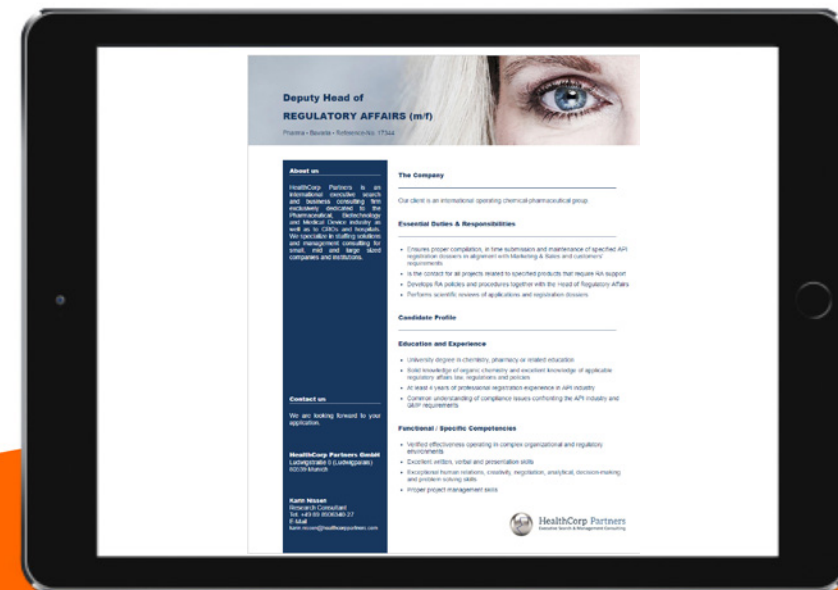 Deputy Head of
REGULATORY AFFAIRS (m/f)
Pharma • Bavaria • Reference-No. 17344
About us
HealthCorp Partners is an
international executive search
and business consulting firm
exclusively dedicated to the
Pharmaceutical, Biotechnology
and Medical Device industry as
well as to CROs and hospitals.
We specialize in staffing solutions
and management consulting for
small, mid and large sized
companies and institutions.
Contact us
We are looking forward to your
application.
HealthCorp Partners GmbH
Ludwigstraße 8 (Ludwigpalais)
80539 Munich
Karin Nissen
Research Consultant
Tel.
E-Mail
karin.nissen@healthcorppartners.com
The Company
Our client is an international operating chemical-pharmaceutical group.
Essential Duties & Responsibilities
• Ensures proper compilation, in time submission and maintenance of specified API
registration dossiers in alignment with Marketing & Sales and customers'
requirements
• Is the contact for all projects related to specified products that require RA support
• Develops RA policies and procedures together with the Head of Regulatory Affairs
• Performs scientific reviews of applications and registration dossiers
Candidate Profile
Education and Experience
• University degree in chemistry, pharmacy or related education
• Solid knowledge of organic chemistry and excellent knowledge of applicable
regulatory affairs law, regulations and policies
• At least 4 years of professional registration experience in API industry
• Common understanding of compliance issues confronting the API industry and
GMP requirements
Functional / Specific Competencies
• Verified effectiveness operating in complex organizational and regulatory
environments
• Excellent written, verbal and presentation skills
• Exceptional human relations, creativity, negotiation, analytical, decision-making
and problem solving skills
• Proper project management skills
HealthCorp Partners
Executive Search & Management Consulting